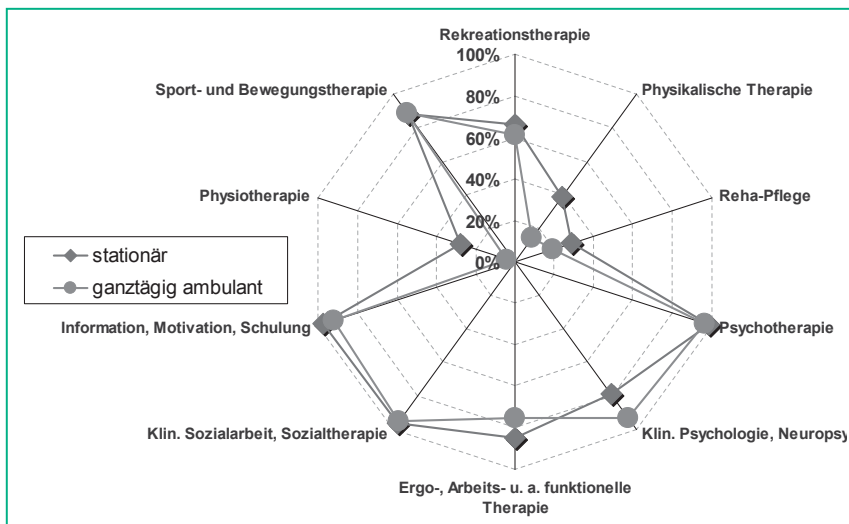 Rekreationstherapie
100%
80%
60%
40%
20%
0%
Sport- und Bewegungstherapie
Physikalische Therapie
Physiotherapie
Reha-Pflege
stationär
ganztägig ambulant
Information, Motivation, Schulung
Psychotherapie
Klin. Sozialarbeit, Sozialtherapie
Klin. Psychologie, Neuropsy
Ergo-, Arbeits- u. a. funktionelle
Therapie